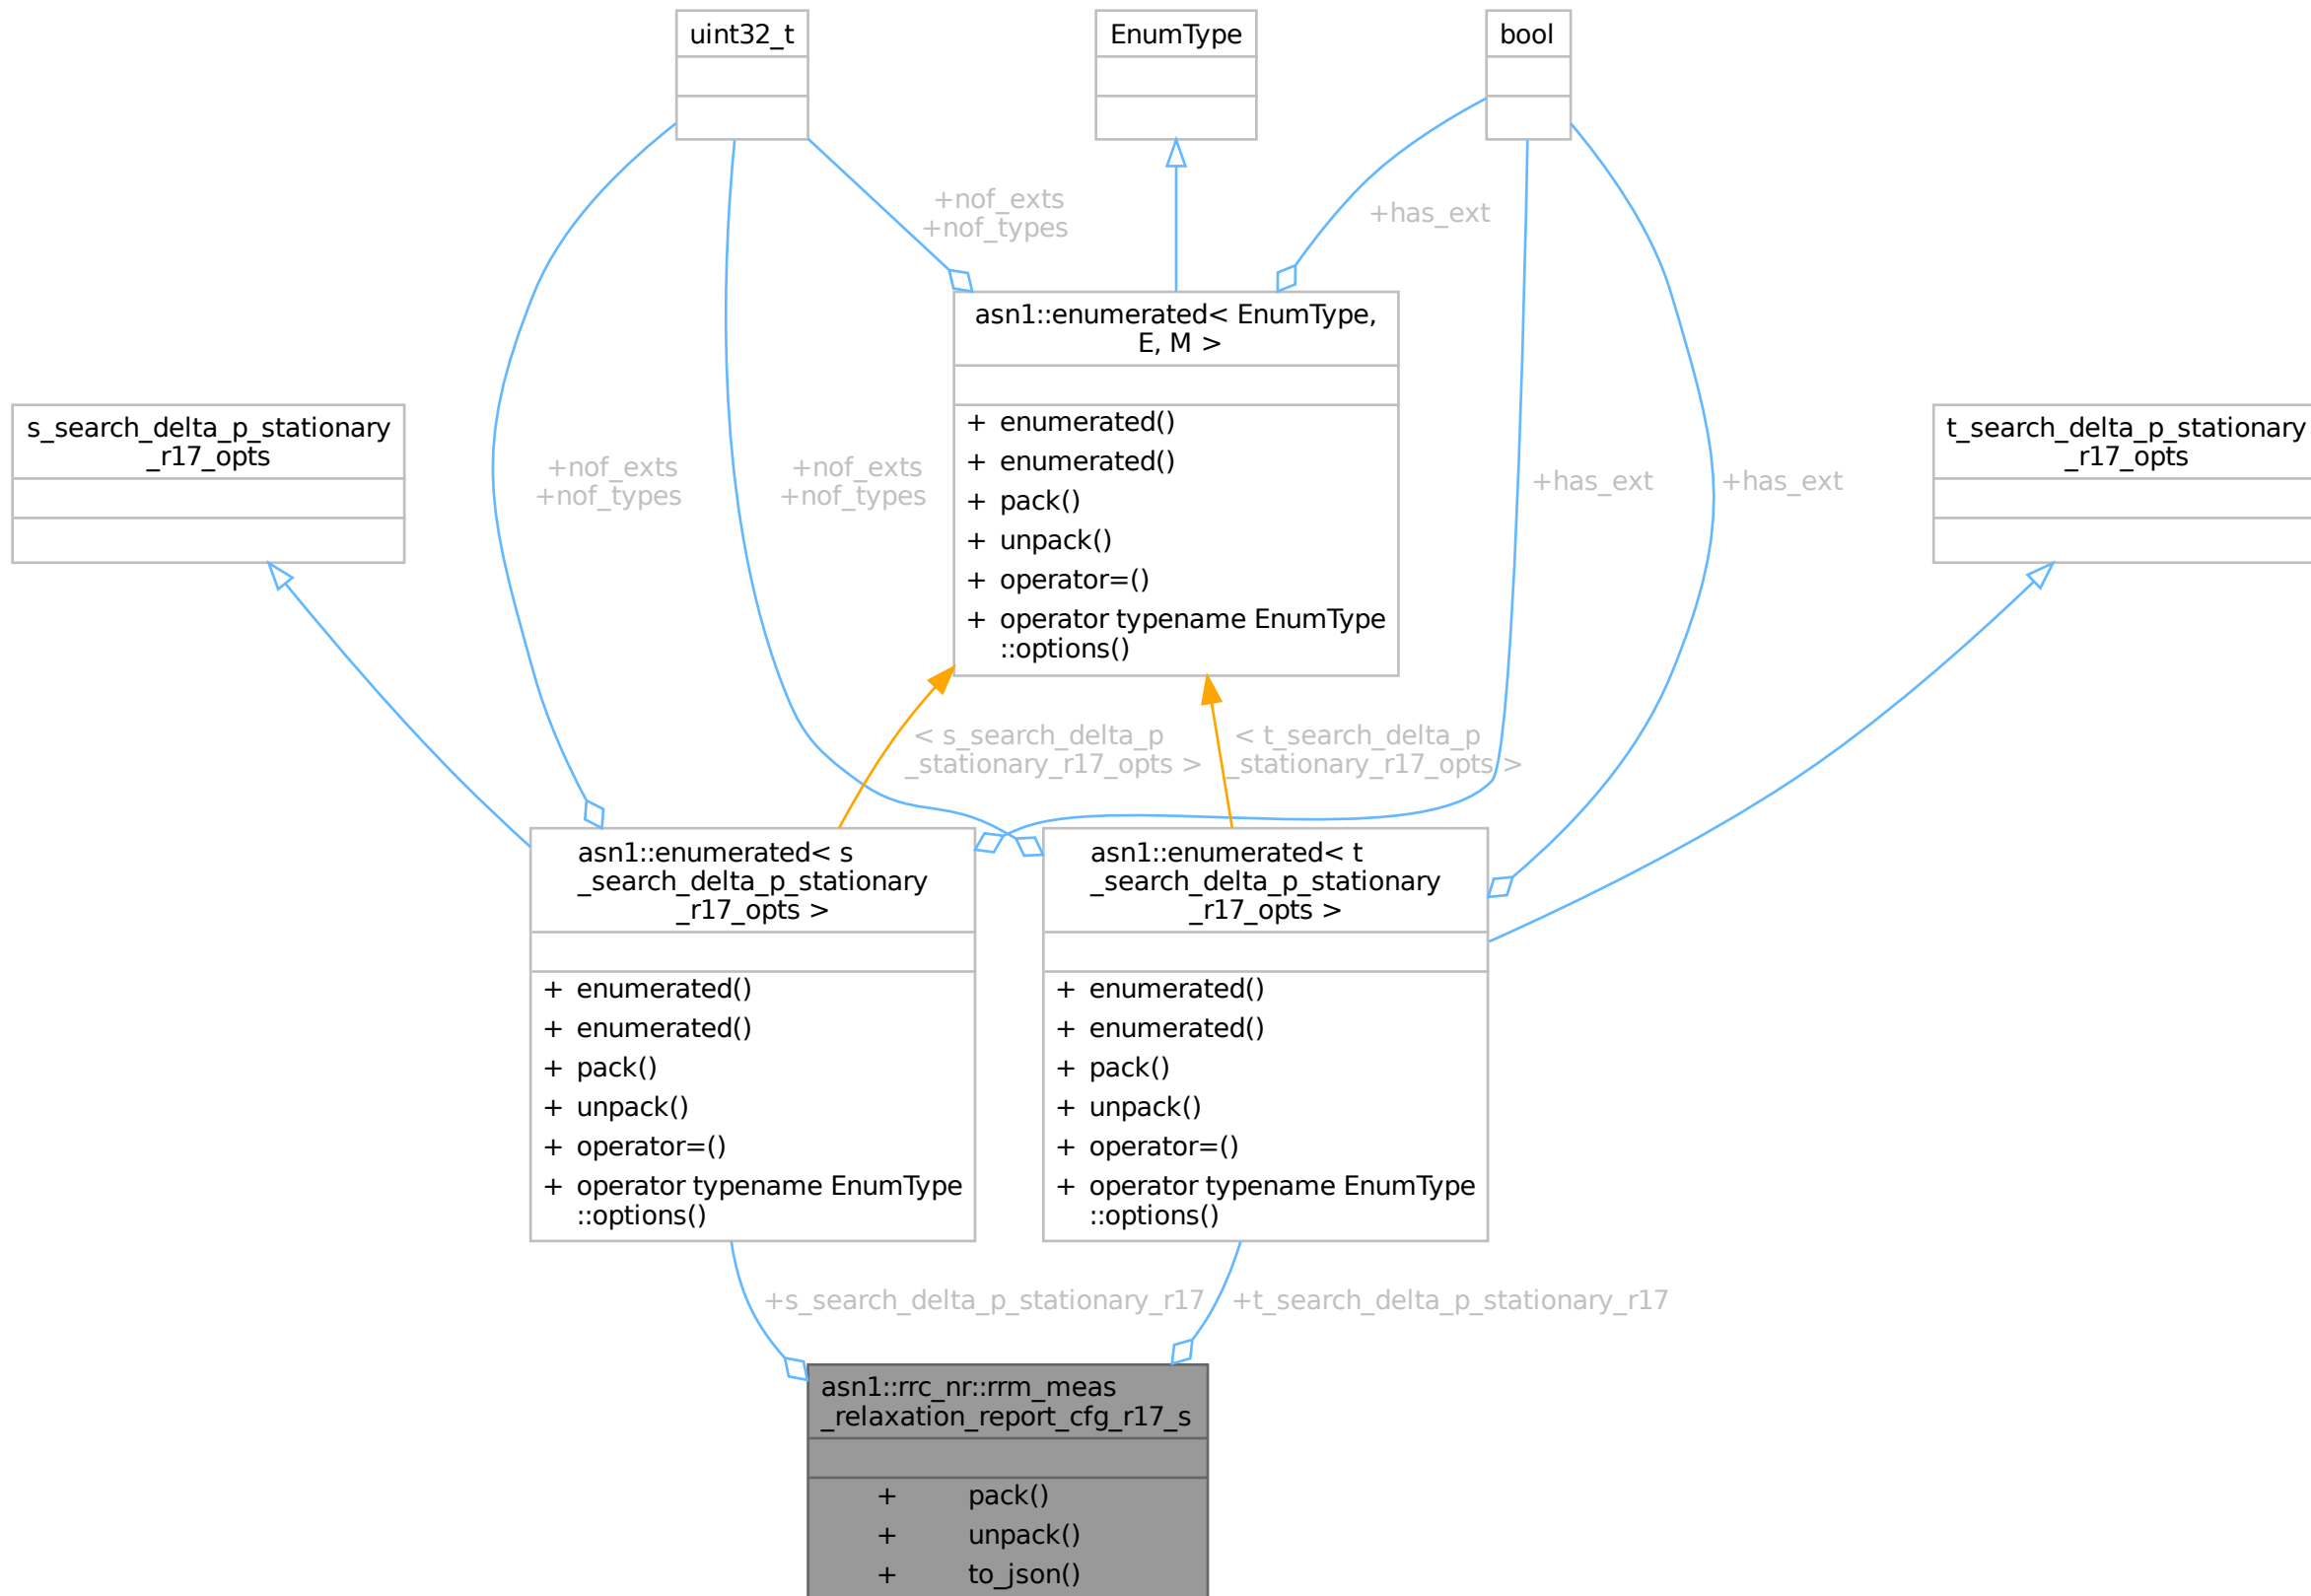 uint32_t
EnumType
bool
+nof_exts
+nof_types
+has_ext
asn1::enumerated< EnumType,
E, M >
+ enumerated()
+ enumerated()
+ pack()
+ unpack()
+ operator=()
+ operator typename EnumType
::options()
s_search_delta_p_stationary
_r17_opts
t_search_delta_p_stationary
_r17_opts
+nof_exts
+nof_types
+nof_exts
+nof_types
+has_ext
+has_ext
< s_search_delta_p
_stationary_r17_opts >
< t_search_delta_p
_stationary_r17_opts >
asn1::enumerated< s
_search_delta_p_stationary
_r17_opts >
+ enumerated()
+ enumerated()
+ pack()
+ unpack()
+ operator=()
+ operator typename EnumType
::options()
asn1::enumerated< t
_search_delta_p_stationary
_r17_opts >
+ enumerated()
+ enumerated()
+ pack()
+ unpack()
+ operator=()
+ operator typename EnumType
::options()
+s_search_delta_p_stationary_r17
+t_search_delta_p_stationary_r17
asn1::rrc_nr::rrm_meas
_relaxation_report_cfg_r17_s
+ pack()
+ unpack()
+ to_json()